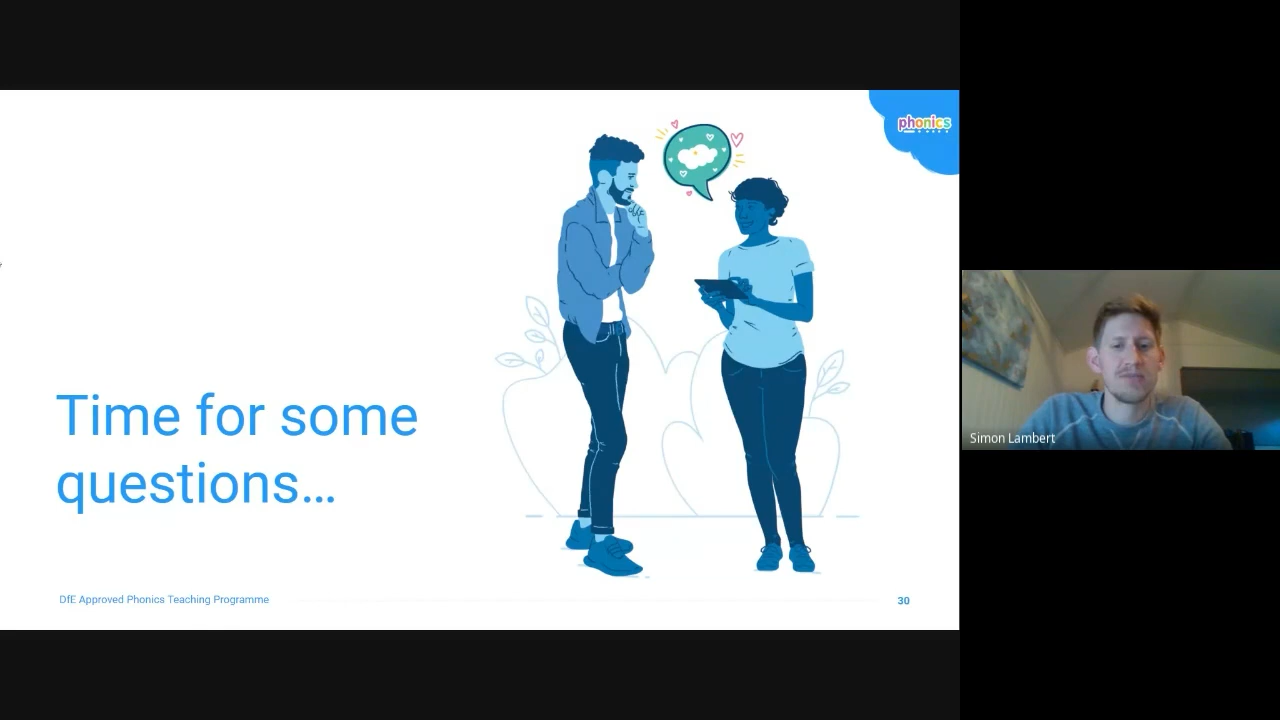 phonics
Time for some
questions…
DfE Approved Phonics Teaching Programme
30
Simon Lambert